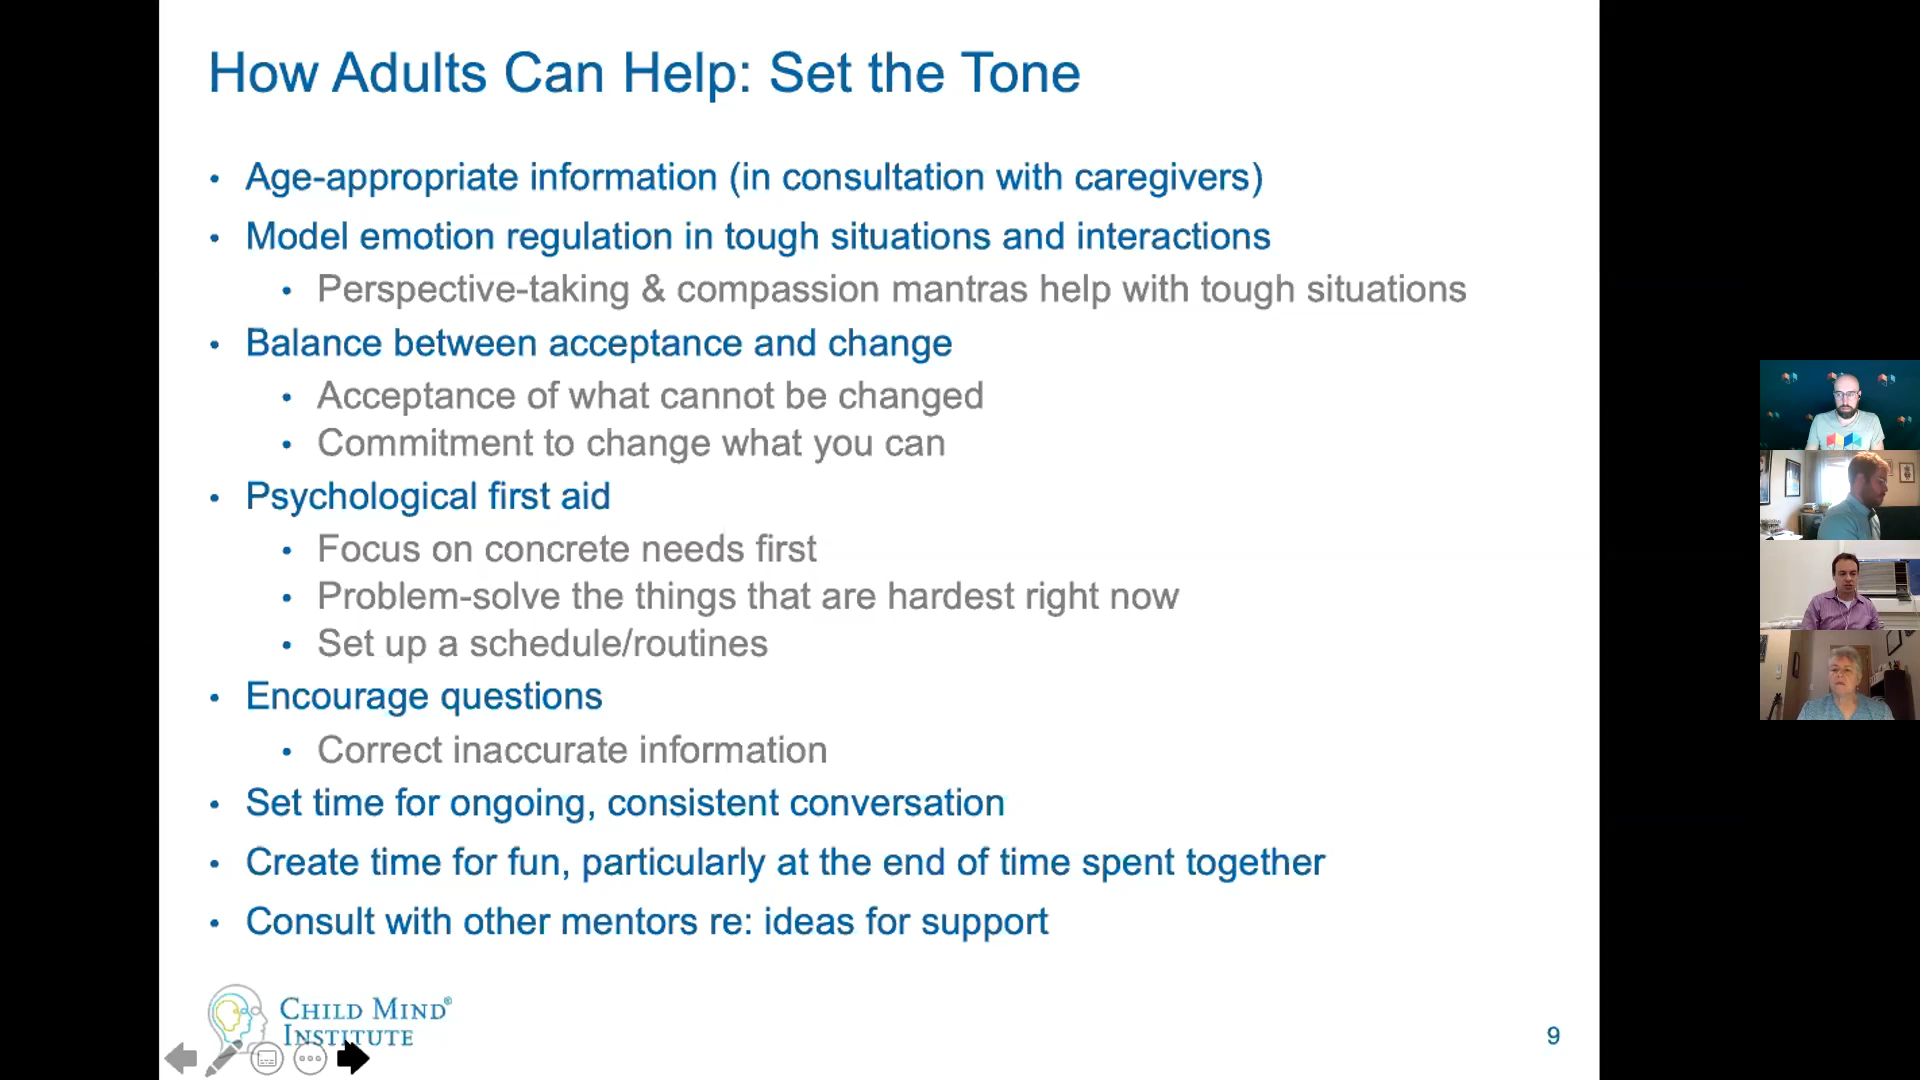 How Adults Can Help: Set the Tone
• Age-appropriate information (in consultation with caregivers)
• Model emotion regulation in tough situations and interactions
• Perspective-taking & compassion mantras help with tough situations
• Balance between acceptance and change
• Acceptance of what cannot be changed
• Commitment to change what you can
• Psychological first aid
• Focus on concrete needs first
• Problem-solve the things that are hardest right now
• Set up a schedule/routines
• Encourage questions
• Correct inaccurate information
• Set time for ongoing, consistent conversation
• Create time for fun, particularly at the end of time spent together
• Consult with other mentors re: ideas for support
CHILD MIND®
INSTITUTE
9